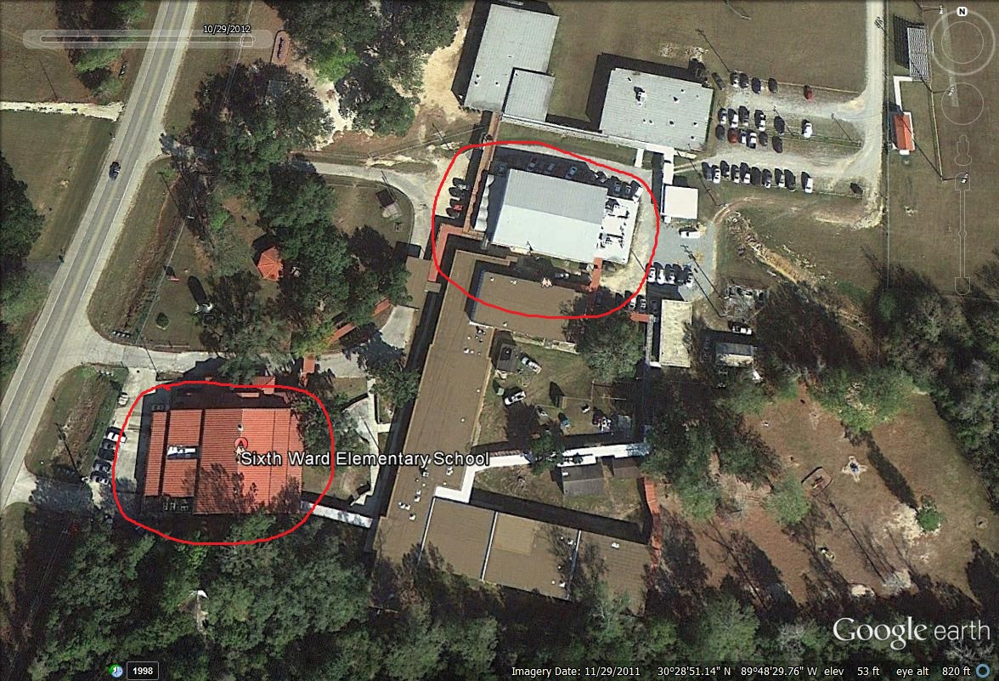 10/29/2012
N
Sixth Ward Elementary School
Google earth
1998
Imagery Date: 11/29/2011 30°28'51.14" N 89°48'29.76" W elev 53 ft eye alt 820 ft